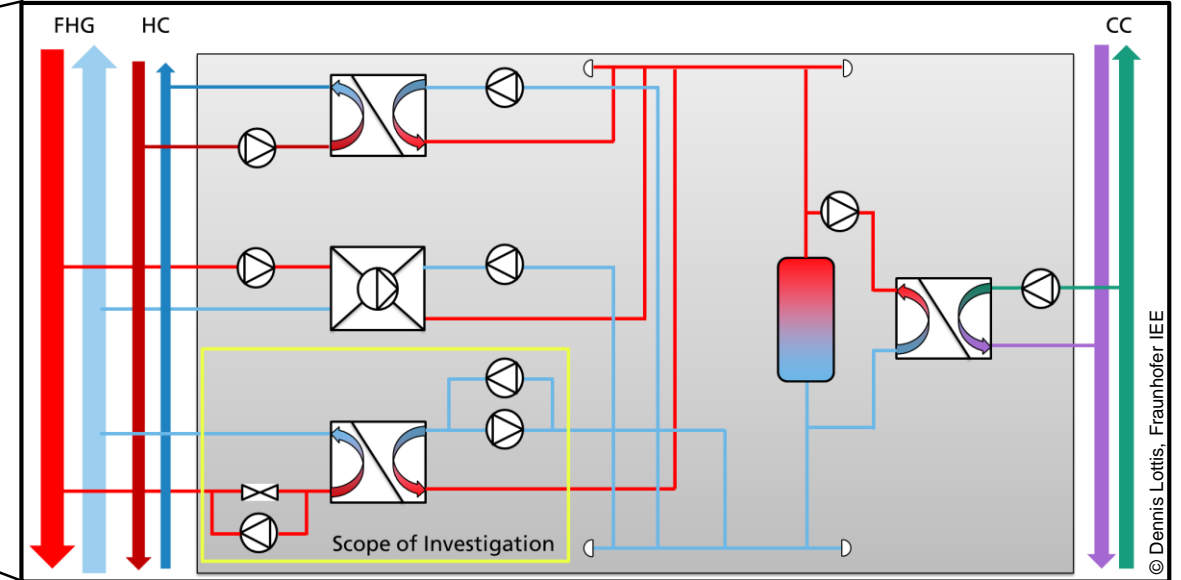 FHG
HC
CC
Scope of Investigation
© Dennis Lottis, Fraunhofer IEE